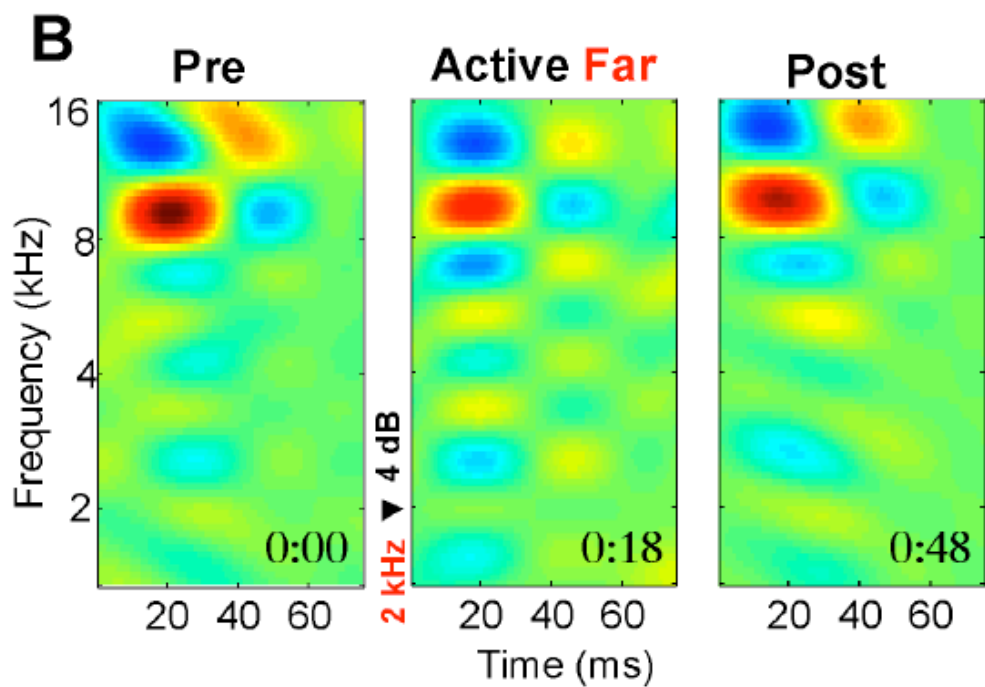 B
Pre
Active Far
Post
Frequency (kHz)
16
8
4
2
0:00
2 kHz ▼ 4 dB
0:18
0:48
20 40 60
20 40 60
20 40 60
Time (ms)